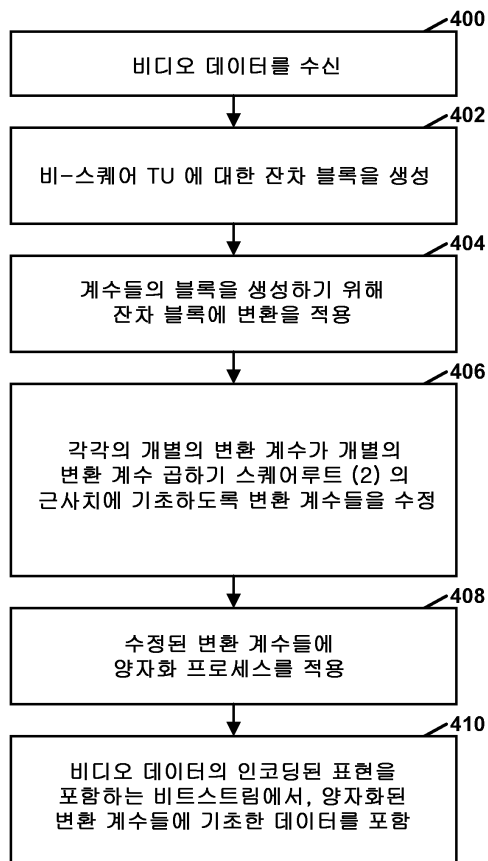 400
비디오 데이터를 수신
402
비-스퀘어 TU 에 대한 잔차 블록을 생성
404
계수들의 블록을 생성하기 위해
잔차 블록에 변환을 적용
406
각각의 개별의 변환 계수가 개별의
변환 계수 곱하기 스퀘어루트 (2) 의
근사치에 기초하도록 변환 계수들을 수정
408
수정된 변환 계수들에
양자화 프로세스를 적용
410
비디오 데이터의 인코딩된 표현을
포함하는 비트스트림에서, 양자화된
변환 계수들에 기초한 데이터를 포함